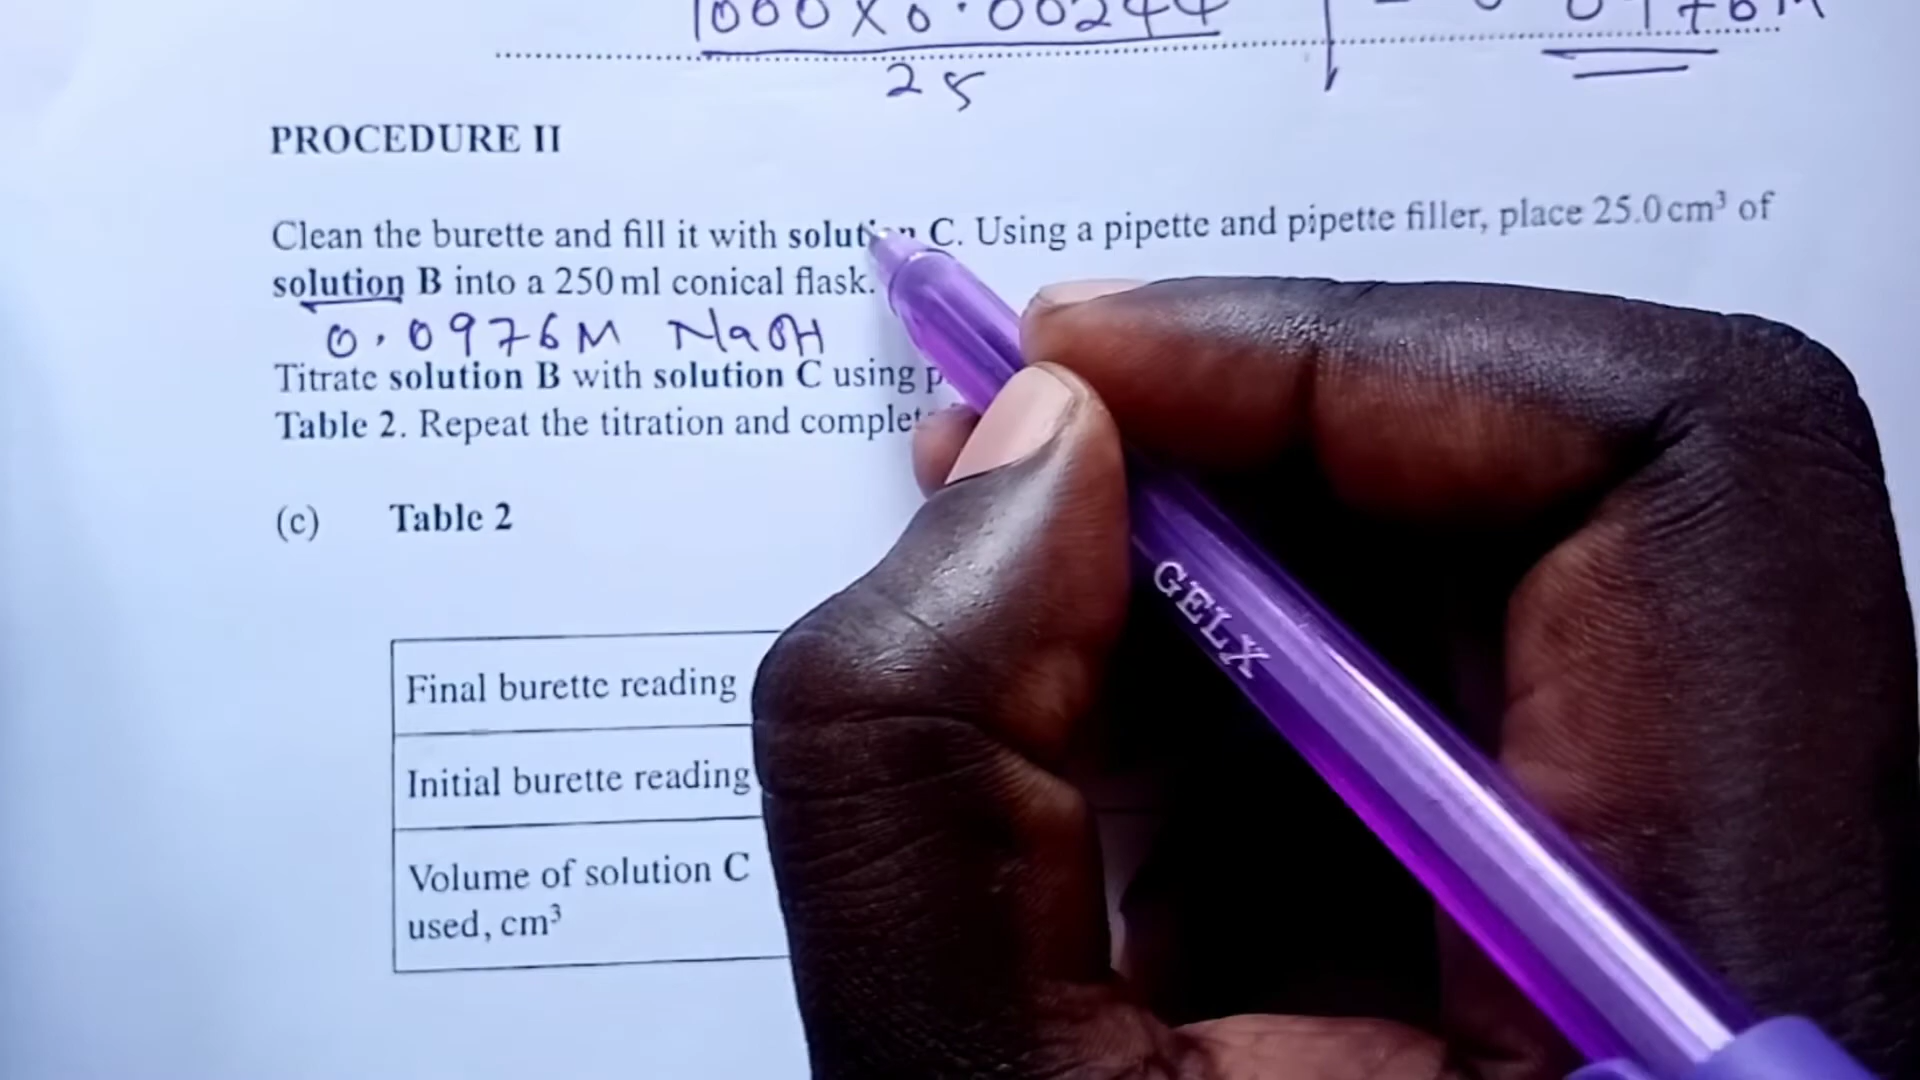 1000 X 0.00244
25
PROCEDURE II
Clean the burette and fill it with solution C. Using a pipette and pipette filler, place 25.0 cm³ of
solution B into a 250 ml conical flask.
0.0976M NaOH
Titrate solution B with solution C using
Table 2. Repeat the titration and
(c) Table 2
Final burette reading
Initial burette reading
Volume of solution C
used, cm³
GELX